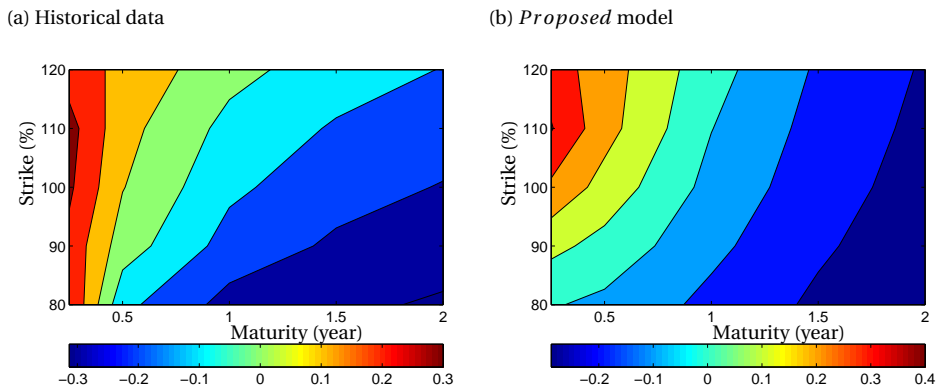 (a) Historical data
120
110
100
90
80
Strike (%)
0.5 1 1.5 2
Maturity (year)
−0.3 −0.2 −0.1 0 0.1 0.2 0.3
(b) Proposed model
120
110
100
90
80
Strike (%)
0.5 1 1.5 2
Maturity (year)
−0.2 −0.1 0 0.1 0.2 0.3 0.4